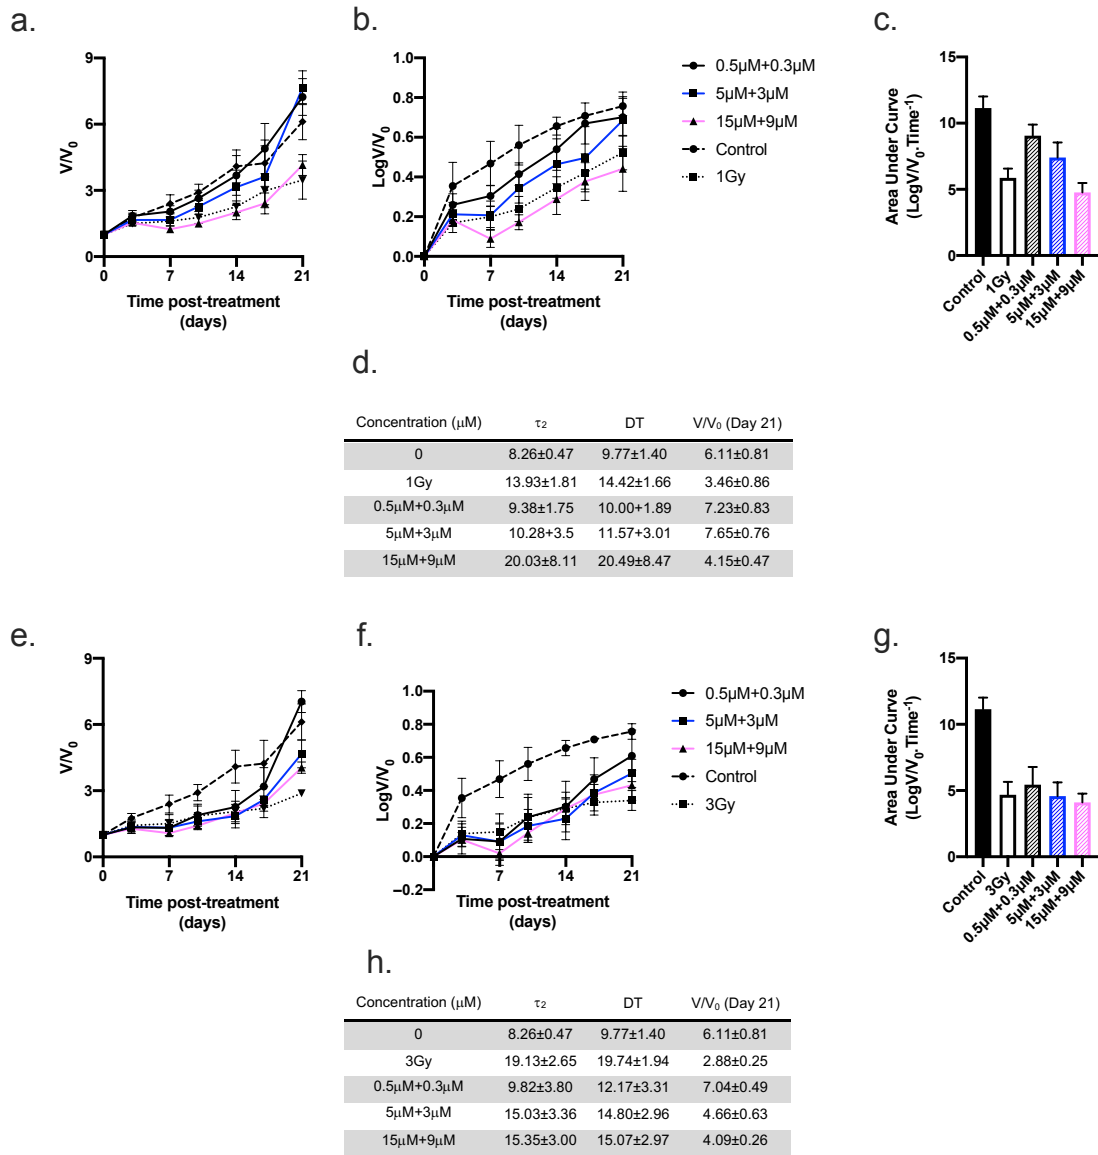 a.
b.
c.
9
6
3
0
V/V0
0
7
14
21
Time post-treatment
(days)
1.0
0.8
0.6
0.4
0.2
0.0
LogV/V0
0
7
14
21
Time post-treatment
(days)
0.5µM+0.3µM
5µM+3µM
15µM+9µM
Control
1Gy
15
10
5
0
Area Under Curve
(LogV/V0.Time-1)
Control
1Gy
0.5µM+0.3µM
5µM+3µM
15µM+9µM
d.
Concentration (µM) τ2 DT V/V0 (Day 21)
0 8.26±0.47 9.77±1.40 6.11±0.81
1Gy 13.93±1.81 14.42±1.66 3.46±0.86
0.5µM+0.3µM 9.38±1.75 10.00+1.89 7.23±0.83
5µM+3µM 10.28+3.5 11.57+3.01 7.65±0.76
15µM+9µM 20.03±8.11 20.49±8.47 4.15±0.47
e.
f.
g.
9
6
3
0
V/V0
0
7
14
21
Time post-treatment
(days)
1.0
0.8
0.6
0.4
0.2
0.0
−0.2
LogV/V0
7
14
21
Time post-treatment
(days)
0.5µM+0.3µM
5µM+3µM
15µM+9µM
Control
3Gy
15
10
5
0
Area Under Curve
(LogV/V0.Time-1)
Control
3Gy
0.5µM+0.3µM
5µM+3µM
15µM+9µM
h.
Concentration (µM) τ2 DT V/V0 (Day 21)
0 8.26±0.47 9.77±1.40 6.11±0.81
3Gy 19.13±2.65 19.74±1.94 2.88±0.25
0.5µM+0.3µM 9.82±3.80 12.17±3.31 7.04±0.49
5µM+3µM 15.03±3.36 14.80±2.96 4.66±0.63
15µM+9µM 15.35±3.00 15.07±2.97 4.09±0.26